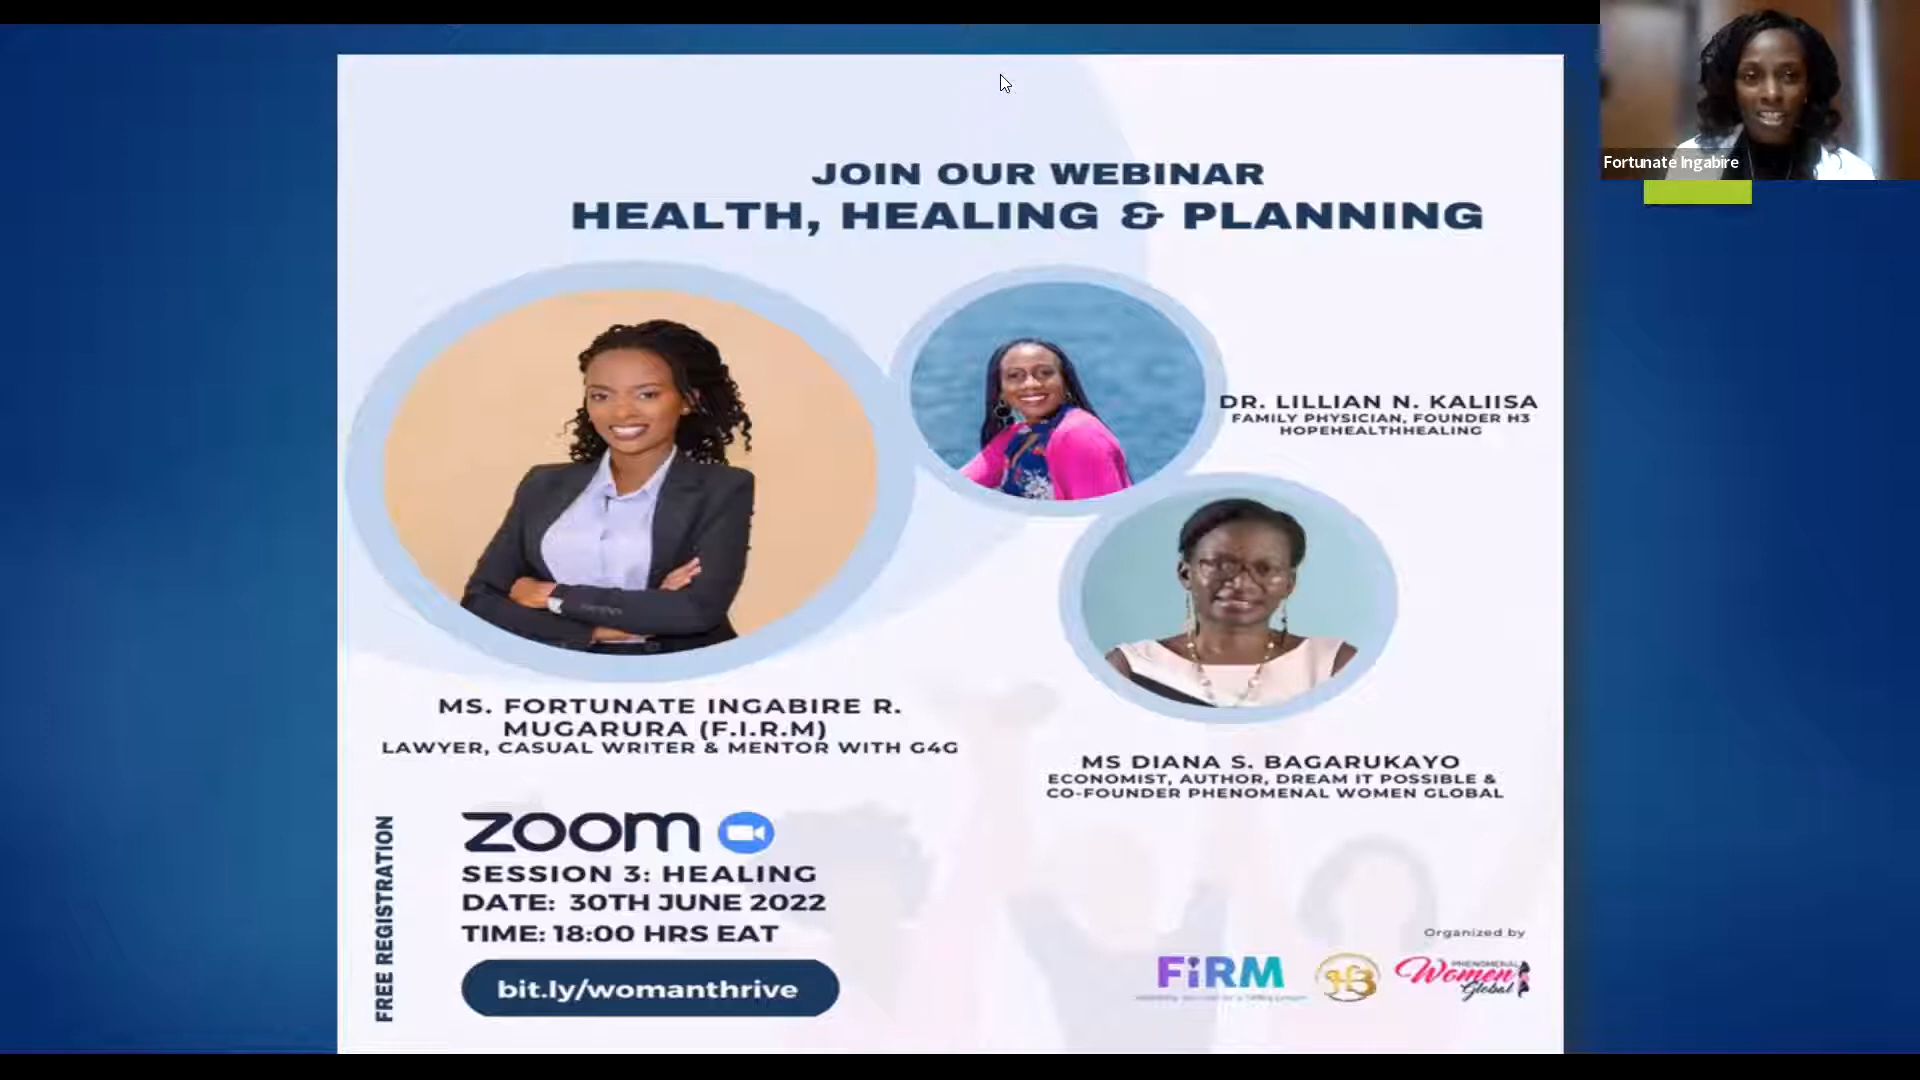 Fortunate Ingabire
JOIN OUR WEBINAR
HEALTH, HEALING & PLANNING
DR. LILLIAN N. KALIISA
FAMILY PHYSICIAN, FOUNDER H3
HOPEHEALTHHEALING
MS. FORTUNATE INGABIRE R.
MUGARURA (F.I.R.M)
LAWYER, CASUAL WRITER & MENTOR WITH G4G
MS DIANA S. BAGARUKAYO
ECONOMIST, AUTHOR, DREAM IT POSSIBLE &
CO-FOUNDER PHENOMENAL WOMEN GLOBAL
FREE REGISTRATION
zoom
SESSION 3: HEALING
DATE: 30TH JUNE 2022
TIME: 18:00 HRS EAT
bit.ly/womanthrive
Organized by
FiRM
H3
PHENOMENAL
Women
Global